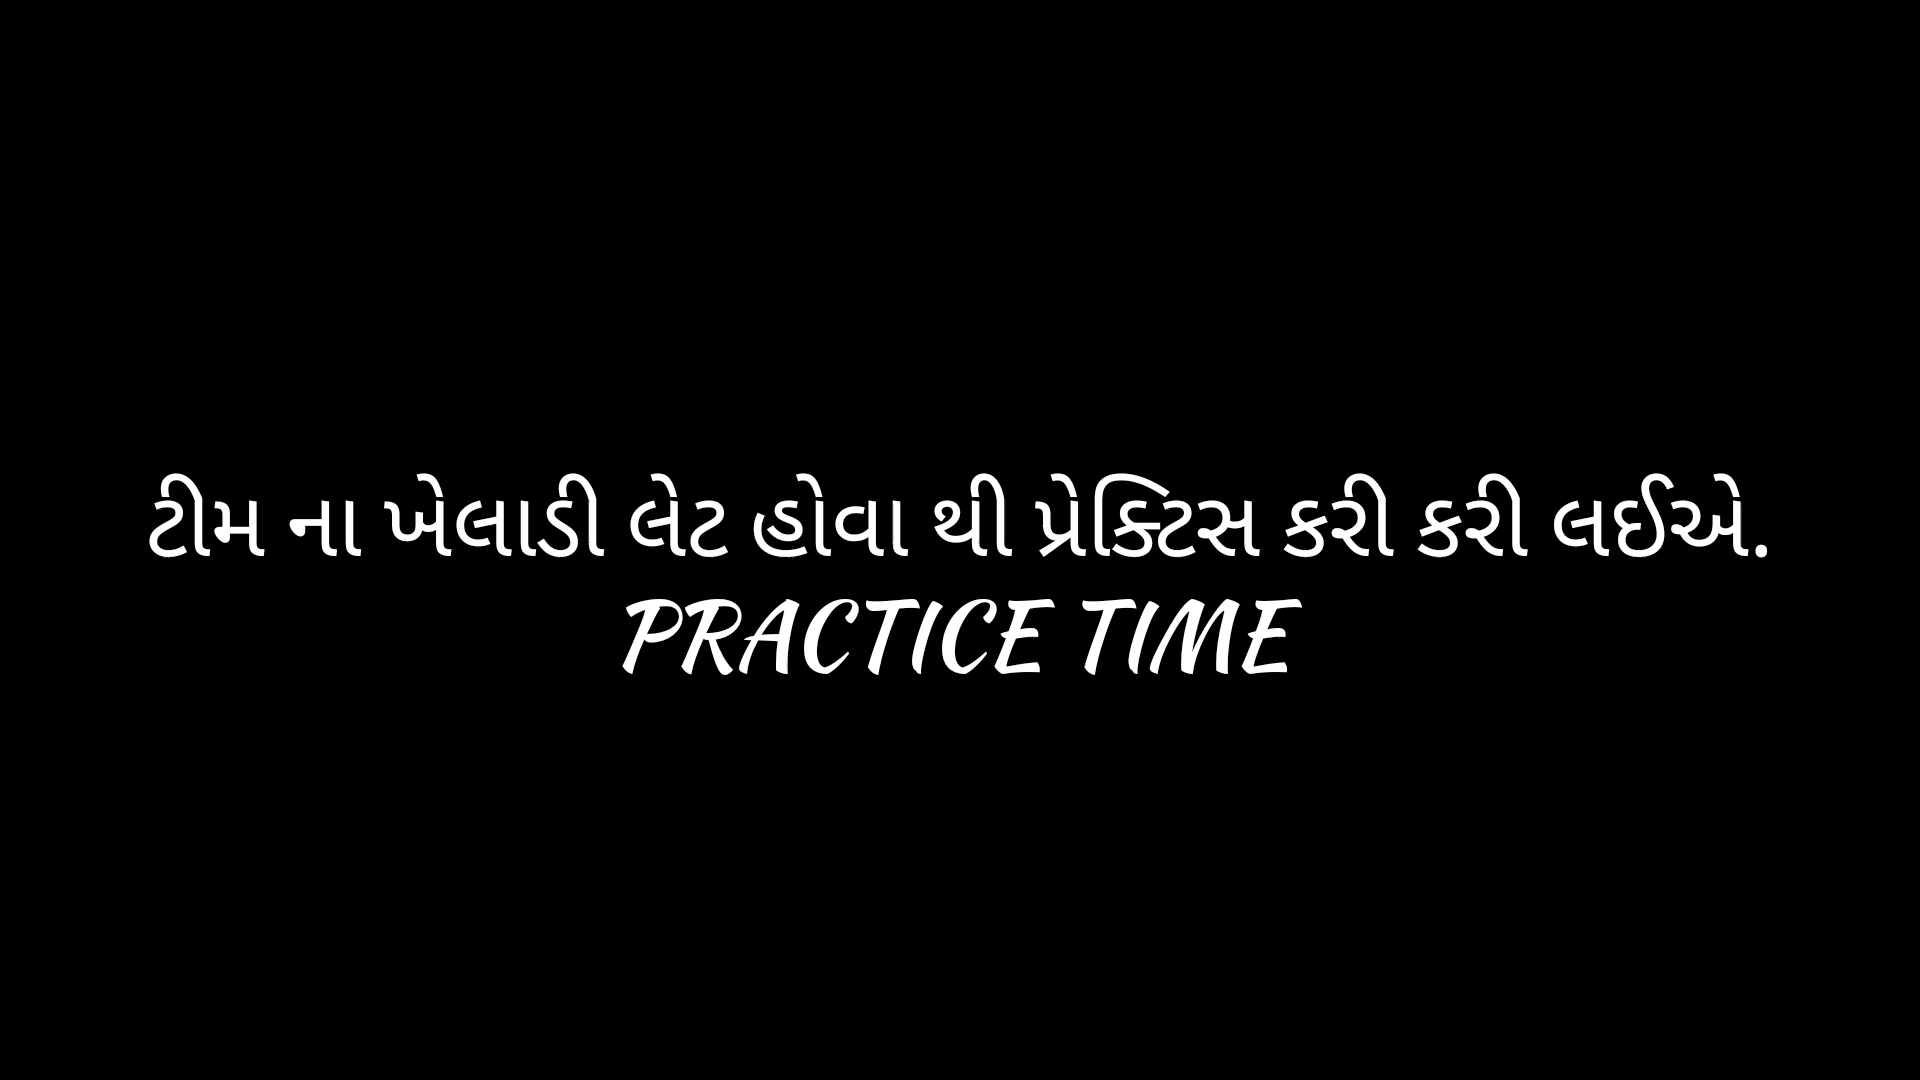 ટીમ ના ખેલાડી લેટ હોવા થી પ્રેક્ટિસ કરી કરી લઈએ.
PRACTICE TIME